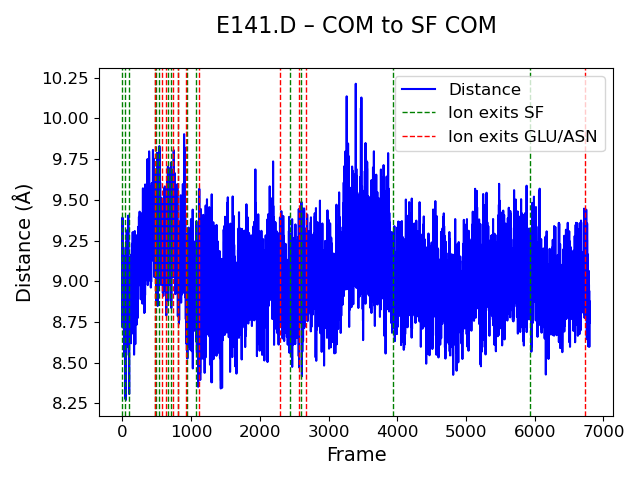 E141.D – COM to SF COM
10.25
10.00
9.75
9.50
9.25
9.00
8.75
8.50
8.25
Distance (Å)
Distance
Ion exits SF
Ion exits GLU/ASN
0 1000 2000 3000 4000 5000 6000 7000
Frame